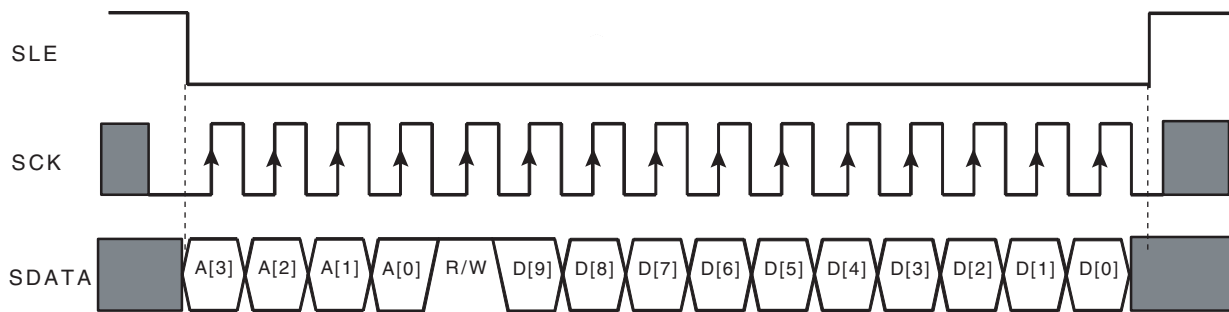 SLE
SCK
SDATA A[3] A[2] A[1] A[0] R/W D[9] D[8] D[7] D[6] D[5] D[4] D[3] D[2] D[1] D[0]